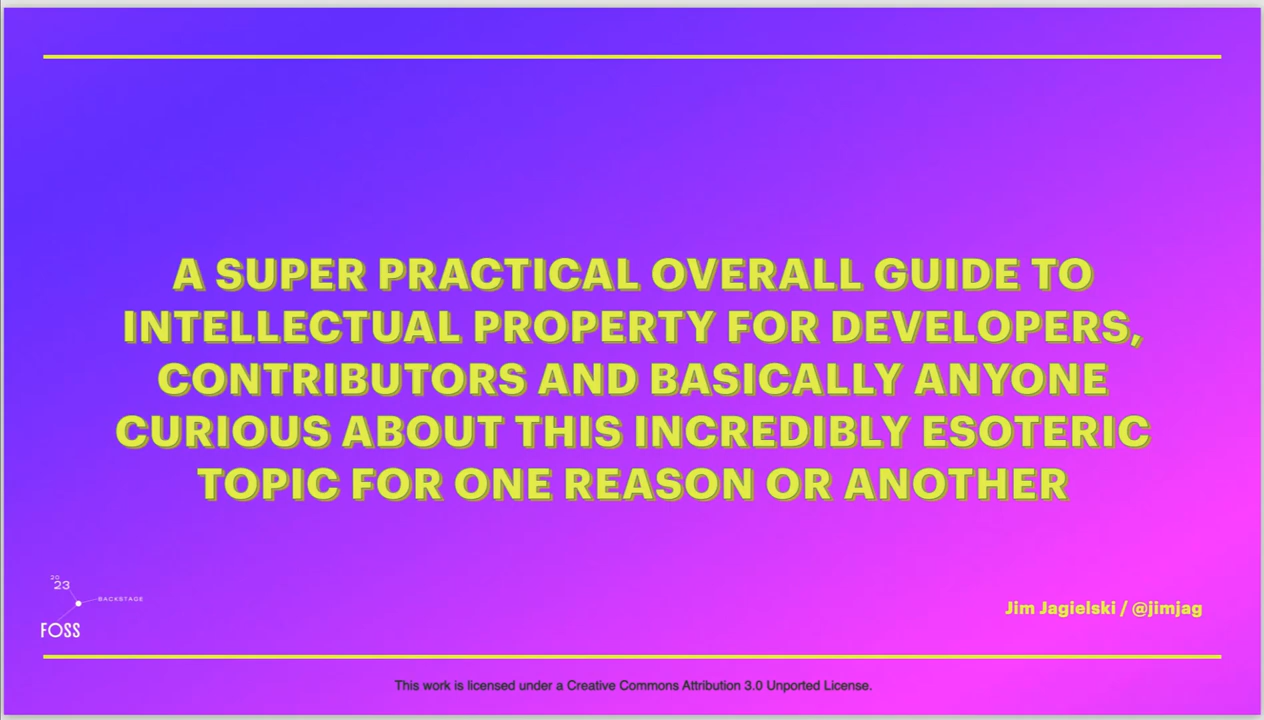 A SUPER PRACTICAL OVERALL GUIDE TO
INTELLECTUAL PROPERTY FOR DEVELOPERS,
CONTRIBUTORS AND BASICALLY ANYONE
CURIOUS ABOUT THIS INCREDIBLY ESOTERIC
TOPIC FOR ONE REASON OR ANOTHER
20
23
BACKSTAGE
FOSS
Jim Jagielski / @jimjag
This work is licensed under a Creative Commons Attribution 3.0 Unported License.